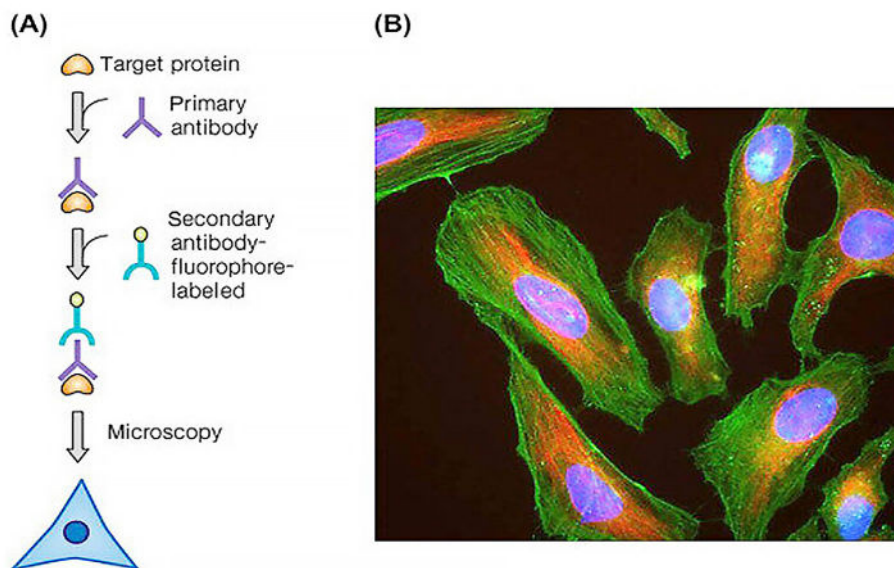 (A)
Target protein
Primary
antibody
Secondary
antibody-
fluorophore-
labeled
Microscopy
(B)